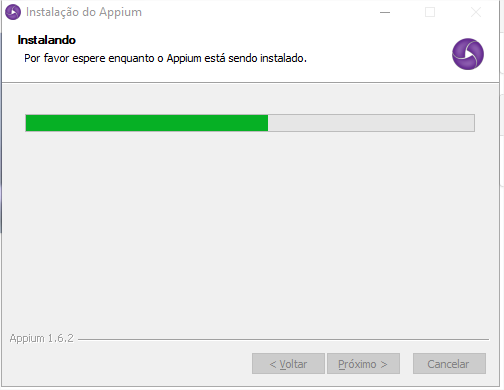 Instalação do Appium
Instalando
Por favor espere enquanto o Appium está sendo instalado.
Appium 1.6.2
< Voltar
Próximo >
Cancelar